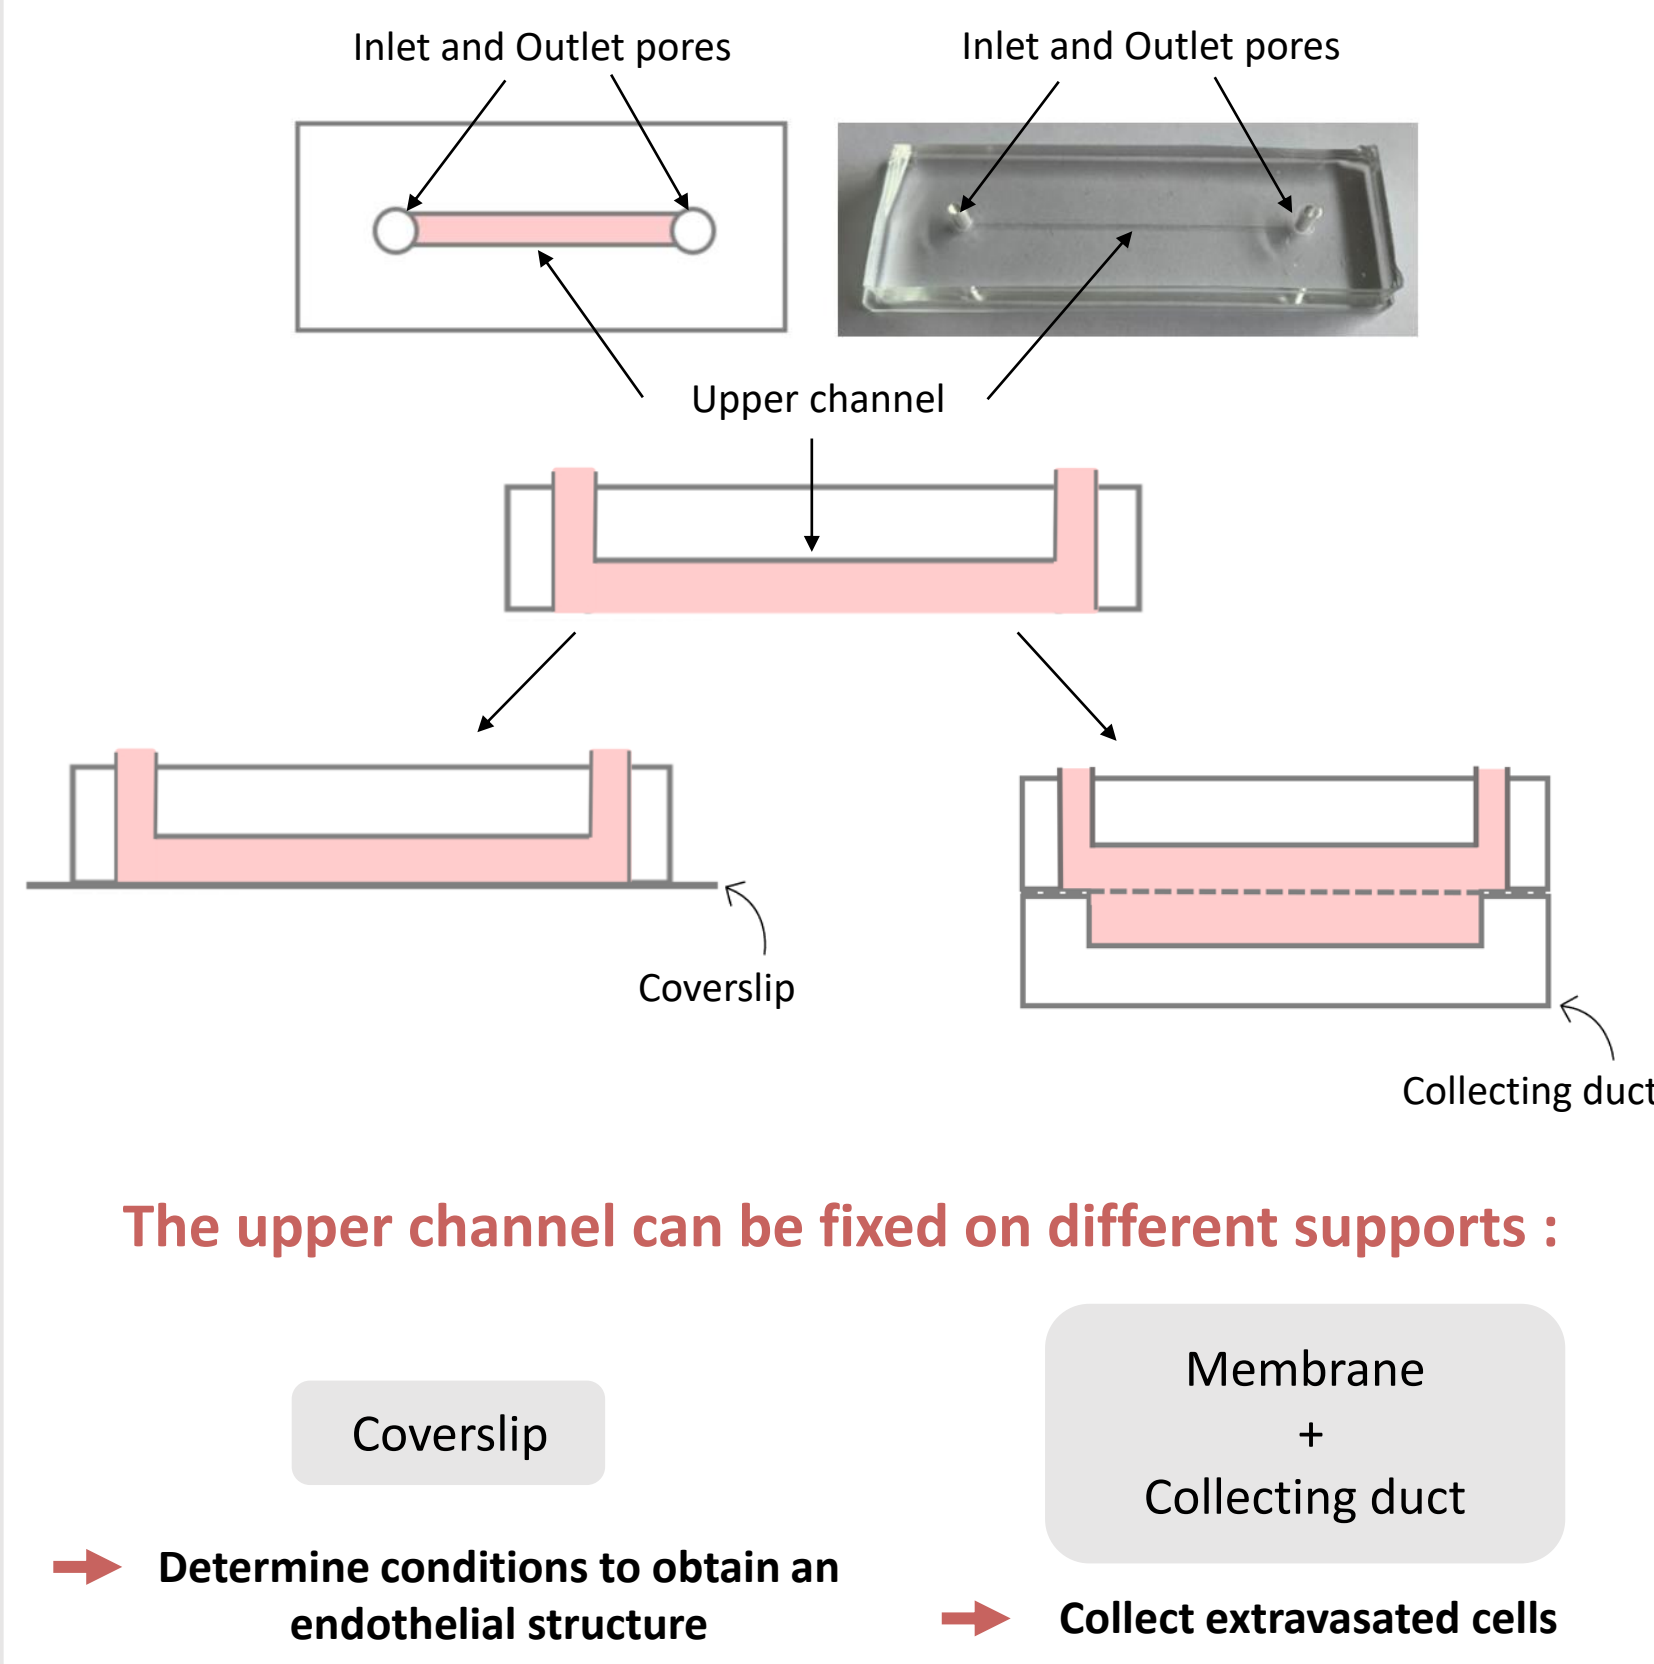 Inlet and Outlet pores
Inlet and Outlet pores
Upper channel
Coverslip
Collecting duct
The upper channel can be fixed on different supports :
Coverslip
Membrane
+
Collecting duct
Determine conditions to obtain an
endothelial structure
Collect extravasated cells